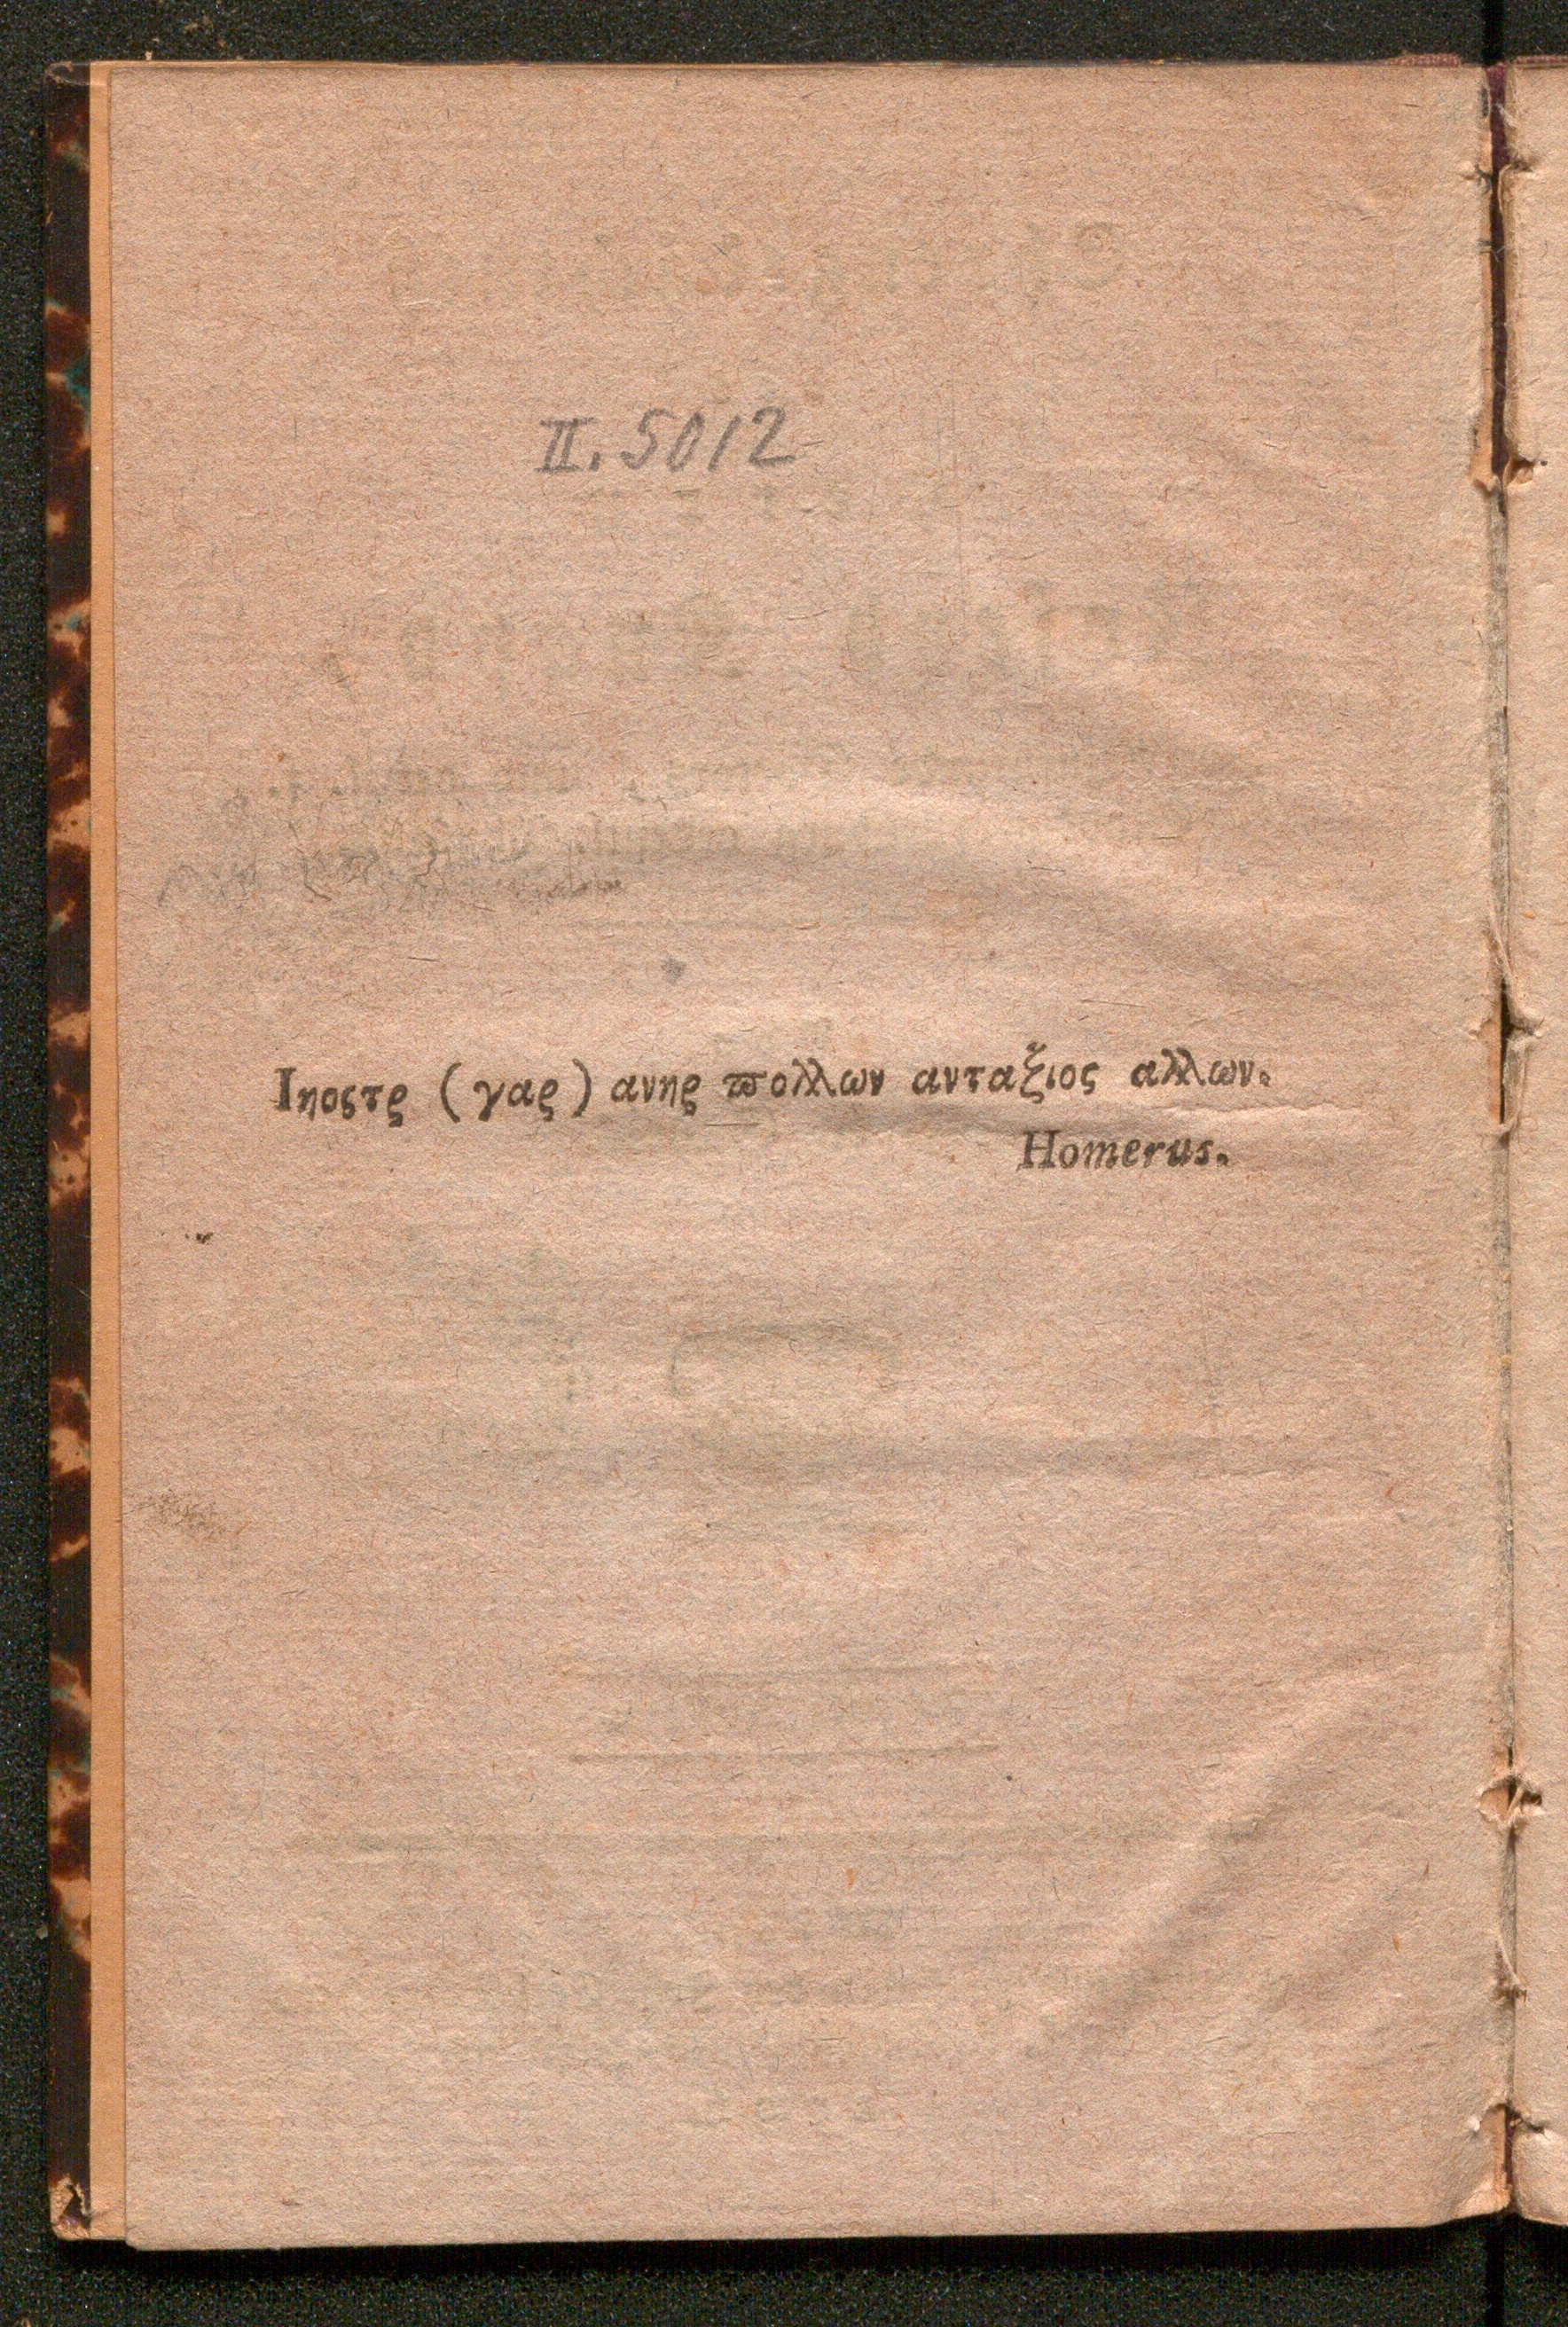 II. 5012
Ιηοςτρ (γαρ) ανηρ πολλων ανταξιος αλλων.
Homerus.